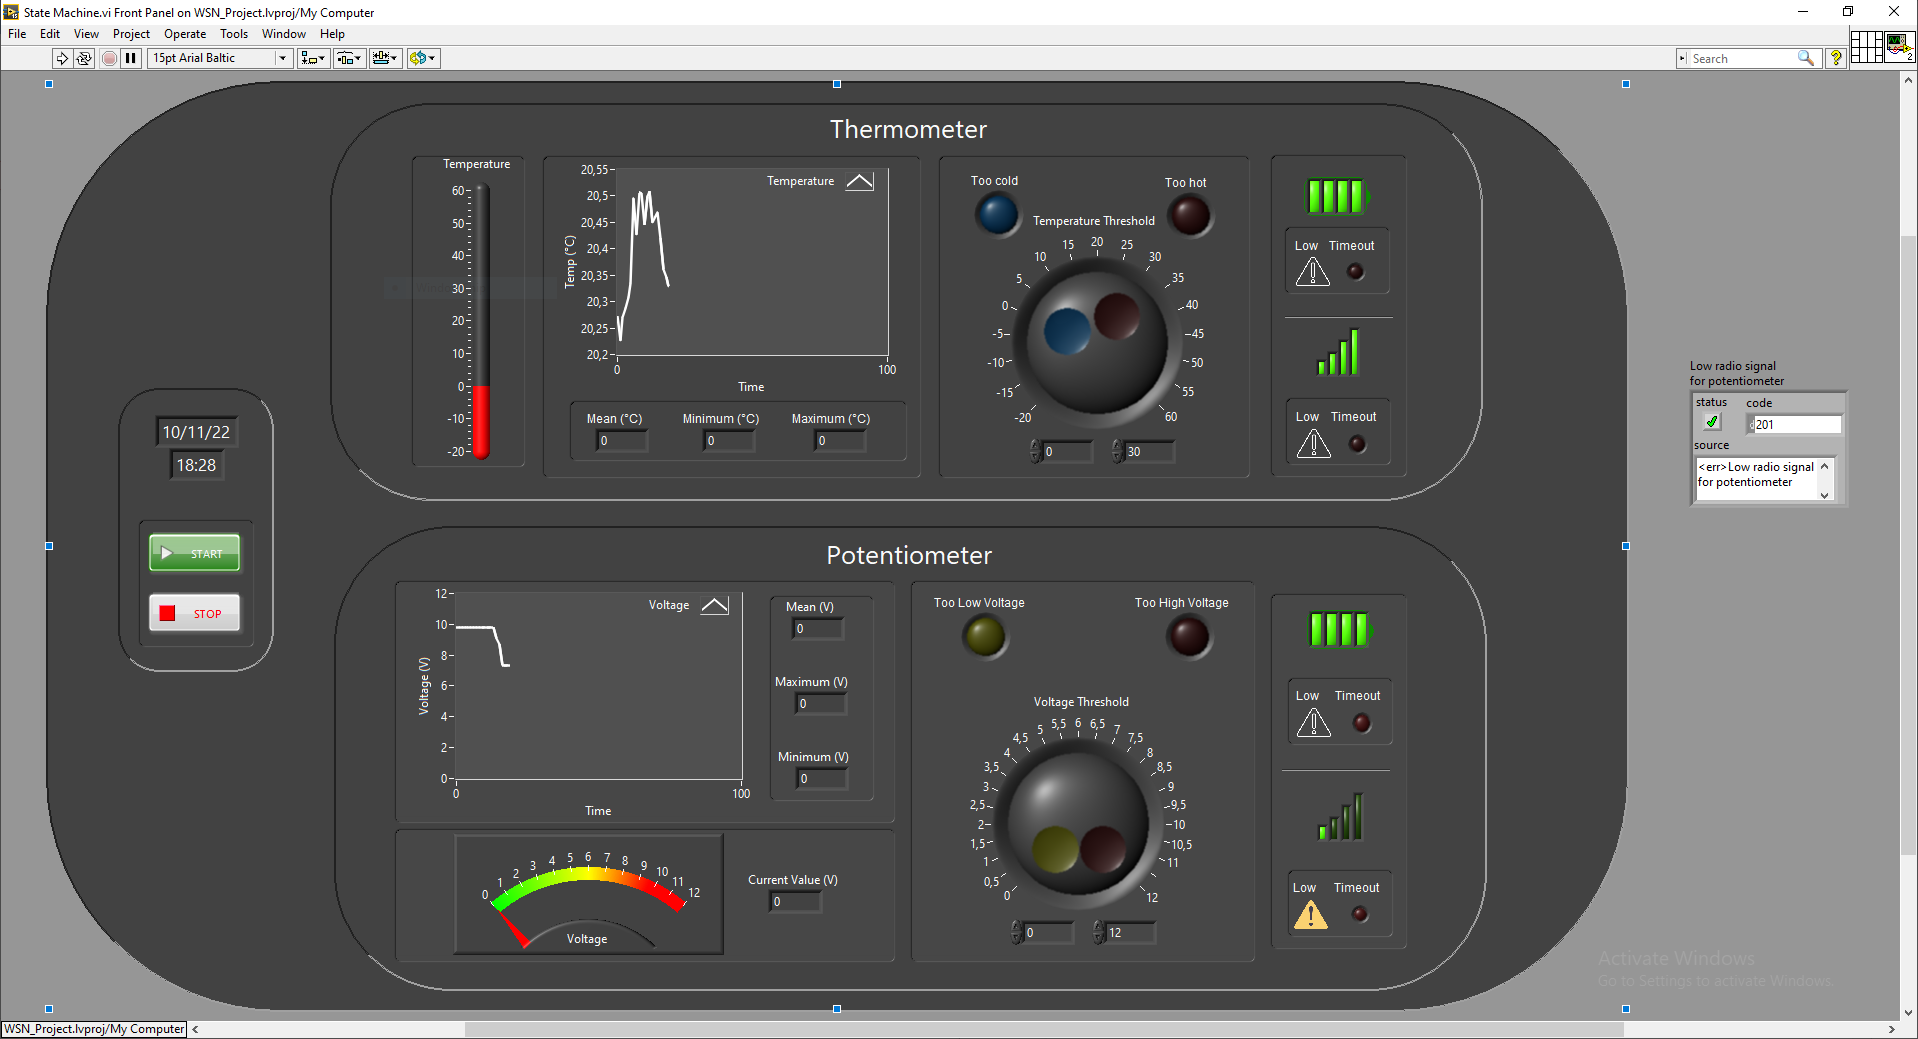 State Machine.vi Front Panel on WSN_Project.lvproj/My Computer
File Edit View Project Operate Tools Window Help
15pt Arial Baltic
Search
?
2
Thermometer
Temperature
60
50
40
30
20
10
0
-10
-20
20,55
20,5
20,45
20,4
20,35
20,3
20,25
20,2
Temp (°C)
Temperature
0 100
Time
Mean (°C) Minimum (°C) Maximum (°C)
0 0 0
Too cold Too hot
Temperature Threshold
-20 -15 -10 -5 0 5 10 15 20 25 30 35 40 45 50 55 60
0 30
Low Timeout
Low Timeout
10/11/22
18:28
START
STOP
Low radio signal
for potentiometer
status code
201
source
<err>Low radio signal
for potentiometer
Potentiometer
12
10
8
6
4
2
0
Voltage (V)
Voltage
0 100
Time
Mean (V)
0
Maximum (V)
0
Minimum (V)
0
0 1 2 3 4 5 6 7 8 9 10 11 12
Voltage
Current Value (V)
0
Too Low Voltage Too High Voltage
Voltage Threshold
0 0,5 1 1,5 2 2,5 3 3,5 4 4,5 5 5,5 6 6,5 7 7,5 8 8,5 9 9,5 10 10,5 11 12
0 12
Low Timeout
Low Timeout
Activate Windows
Go to Settings to activate Windows.
WSN_Project.lvproj/My Computer